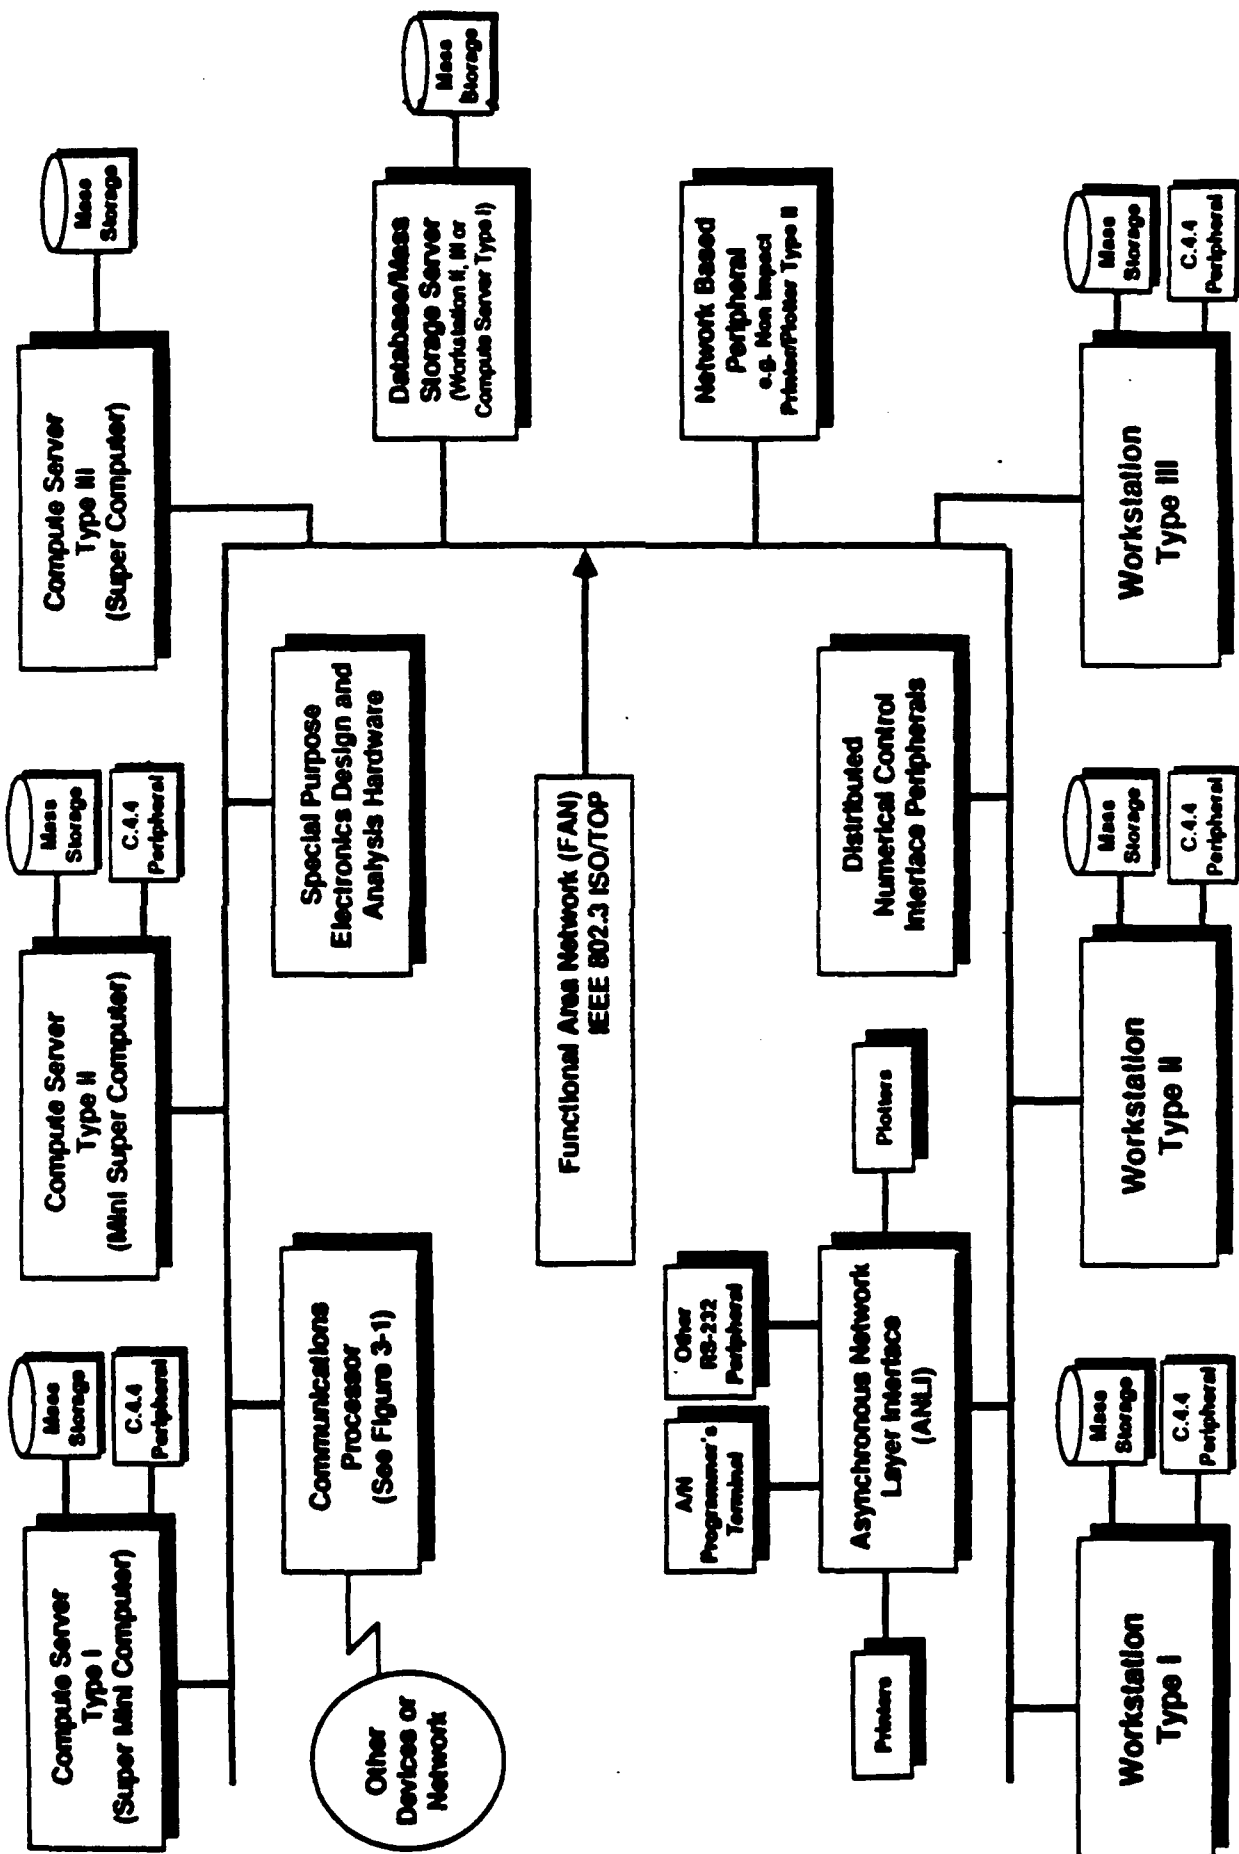 Compute Server
Type I
(Super Mini Computer)
Mass
Storage
C.4.4
Peripheral
Compute Server
Type II
(Mini Super Computer)
Mass
Storage
C.4.4
Peripheral
Compute Server
Type III
(Super Computer)
Mass
Storage
Other
Devices or
Network
Communications
Processor
(See Figure 3-1)
Special Purpose
Electronics Design and
Analysis Hardware
Database/Mass
Storage Server
(Workstation II, III or
Compute Server Type I)
Mass
Storage
Functional Area Network (FAN)
IEEE 802.3 ISO/TOP
Network Based
Peripheral
e.g. Non Impact
Printer/Plotter Type II
A/N
Programmer's
Terminal
Other
RS-232
Peripheral
Printers
Asynchronous Network
Layer Interface
(ANLI)
Plotters
Distributed
Numerical Control
Interface Peripherals
Workstation
Type I
Mass
Storage
C.4.4
Peripheral
Workstation
Type II
Mass
Storage
C.4.4
Peripheral
Workstation
Type III
Mass
Storage
C.4.4
Peripheral